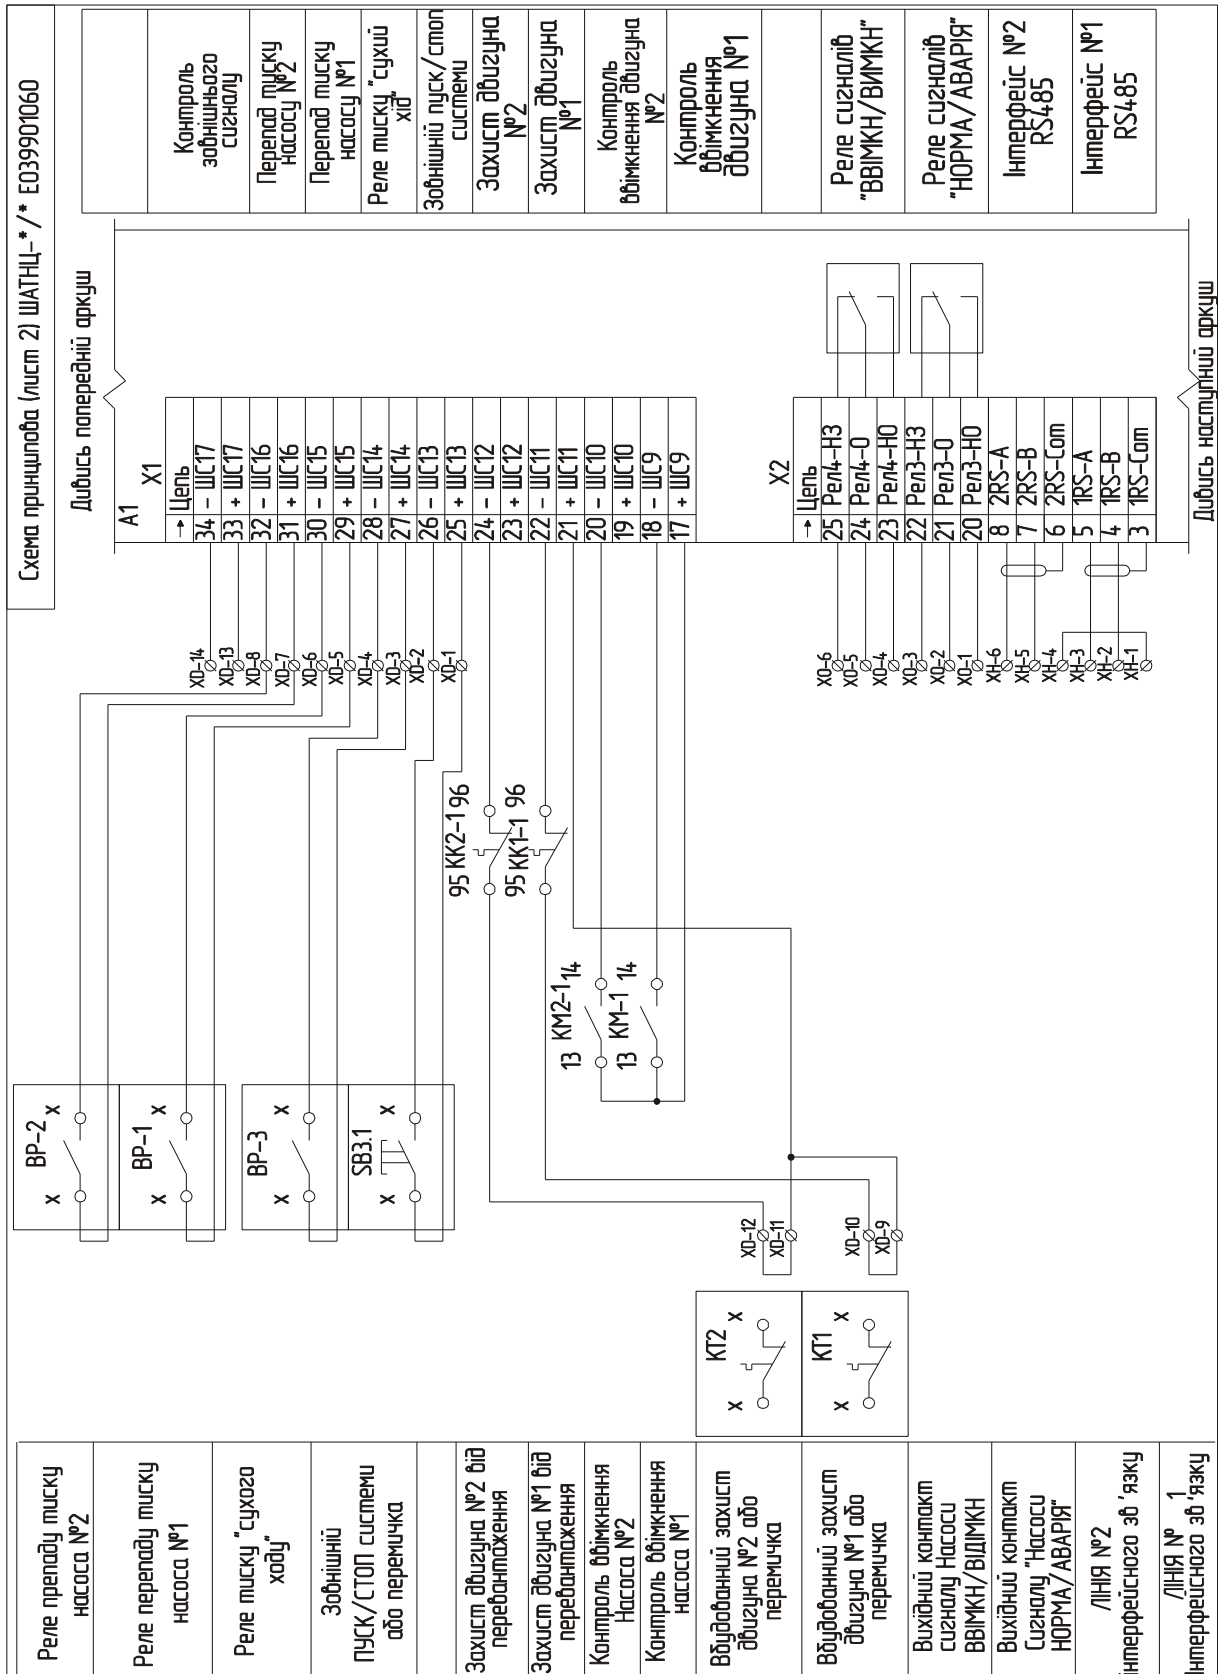 Схема принципова (лист 2) ШАТНЦ-*/* E03990106O
Дивись попередній аркуш
Контроль
зовнішнього
сигналу
Перепад тиску
насосу №2
Перепад тиску
насосу №1
Реле тиску "сухий
хід"
Зовнішній пуск/стоп
системи
Захист двигуна
№2
Захист двигуна
№1
Контроль
ввімкнення двигуна
№2
Контроль
ввімкнення
двигуна №1
Реле сигналів
"ВВІМКН/ВИМКН"
Реле сигналів
"НОРМА/АВАРІЯ"
Інтерфейс №2
RS485
Інтерфейс №1
RS485
A1
X1
→ Цепь
34 - ШС17
33 + ШС17
32 - ШС16
31 + ШС16
30 - ШС15
29 + ШС15
28 - ШС14
27 + ШС14
26 - ШС13
25 + ШС13
24 - ШС12
23 + ШС12
22 - ШС11
21 + ШС11
20 - ШС10
19 + ШС10
18 - ШС9
17 + ШС9
X2
→ Цепь
25 Рел4-НЗ
24 Рел4-О
23 Рел4-НО
22 Рел3-НЗ
21 Рел3-О
20 Рел3-НО
8 2RS-A
7 2RS-B
6 2RS-Com
5 1RS-A
4 1RS-B
3 1RS-Com
Дивись наступний аркуш
XD-14
XD-13
XD-8
XD-7
XD-6
XD-5
XD-4
XD-3
XD-2
XD-1
XO-6
XO-5
XO-4
XO-3
XO-2
XO-1
XH-6
XH-5
XH-4
XH-3
XH-2
XH-1
95 KK2-1 96
95 KK1-1 96
13 KM2-1 14
13 KM-1 14
BP-2
X X
BP-1
X X
BP-3
X X
SB3.1
X X
XD-12
XD-11
XD-10
XD-9
KT2
X X
KT1
X X
Реле препаду тиску
насоса №2
Реле перепаду тиску
насоса №1
Реле тиску "сухого
ходу"
Зовнішній
ПУСК/СТОП системи
або перемичка
Захист двигуна №2 від
перевантаження
Захист двигуна №1 від
перевантаження
Контроль ввімкнення
Насоса №2
Контроль ввімкнення
насоса №1
Вбудованний захист
двигуна №2 або
перемичка
Вбудованний захист
двигуна №1 або
перемичка
Вихідний контакт
сигналу Насоси
ВВІМКН/ВІДІМКН
Вихідний контакт
Сигналу "Насоси
НОРМА/АВАРІЯ"
ЛІНІЯ №2
Інтерфейсного зв'язку
ЛІНІЯ № 1
Інтерфейсного зв'язку